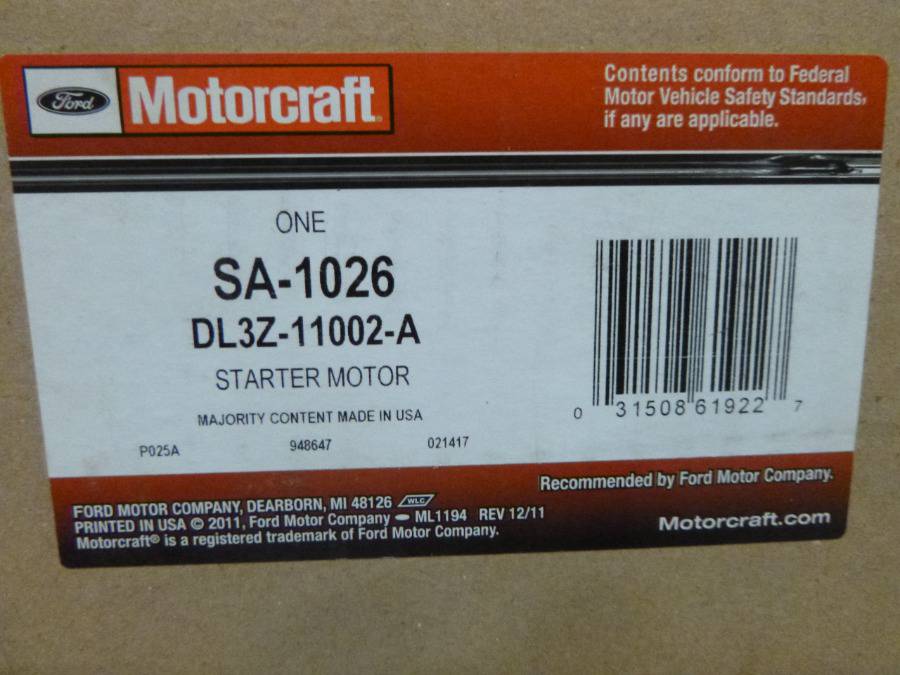 Ford Motorcraft®
Contents conform to Federal
Motor Vehicle Safety Standards,
if any are applicable.
ONE
SA-1026
DL3Z-11002-A
STARTER MOTOR
MAJORITY CONTENT MADE IN USA
P025A 948647 021417
0 31508 61922 7
Recommended by Ford Motor Company.
Motorcraft.com
FORD MOTOR COMPANY, DEARBORN, MI 48126 WLC
PRINTED IN USA © 2011, Ford Motor Company ML1194 REV 12/11
Motorcraft® is a registered trademark of Ford Motor Company.